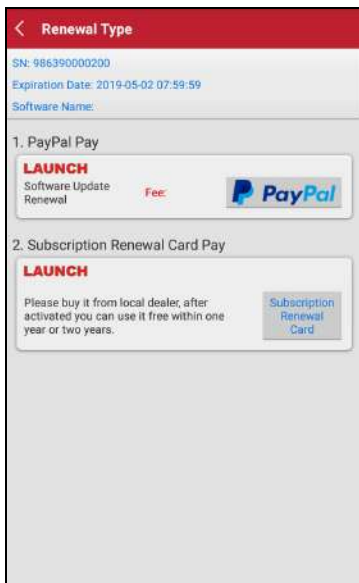 Renewal Type
SN: 986390000200
Expiration Date: 2019-05-02 07:59:59
Software Name:
1. PayPal Pay
LAUNCH
Software Update
Renewal
Fee:
PayPal
2. Subscription Renewal Card Pay
LAUNCH
Please buy it from local dealer, after
activated you can use it free within one
year or two years.
Subscription
Renewal
Card